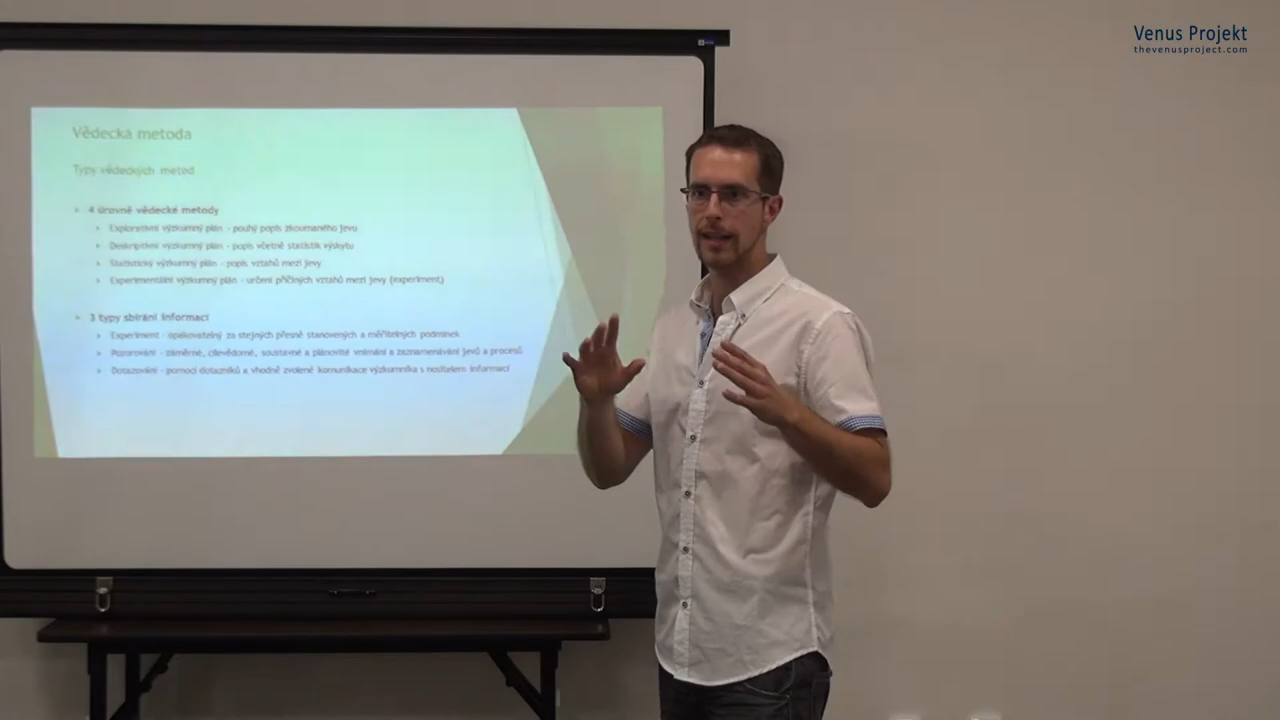 Venus Projekt
thevenusproject.com
Vědecká metoda
Typy vědeckých metod
4 úrovně vědecké metody
Explorativní výzkumný plán - pouhý popis zkoumaného jevu
Deskriptivní výzkumný plán - popis včetně statistik výskytu
Statistický výzkumný plán - popis vztahů mezi jevy
Experimentální výzkumný plán - určení příčiných vztahů mezi jevy (experiment)
3 typy sbírání informací
Experiment - opakovatelný za stejných přesně stanovených a měřitelných podmínek
Pozorování - záměrné, cílevědomé, soustavné a plánovité vnímání a zaznamenávání jevů a procesů
Dotazování - pomocí dotazníků a vhodně zvolené komunikace výzkumníka s nositelem informací